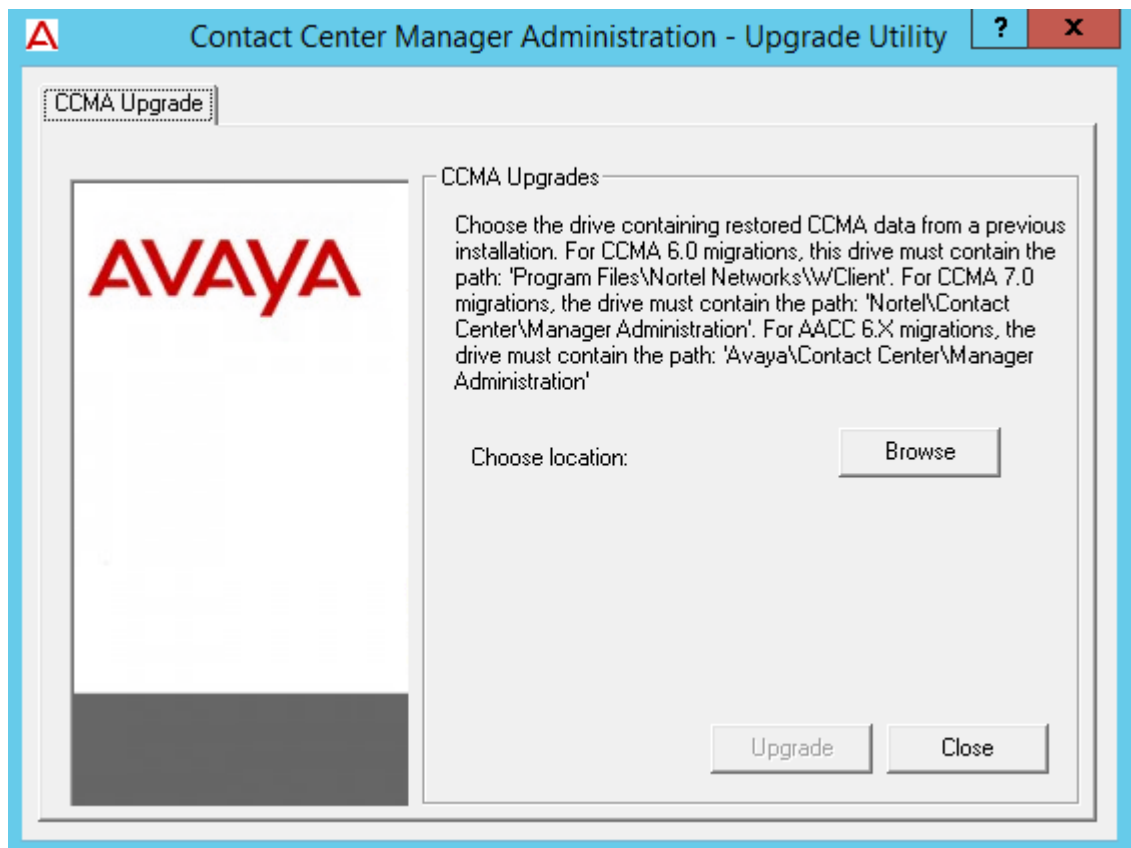 Contact Center Manager Administration - Upgrade Utility
?
x
CCMA Upgrade
AVAYA
CCMA Upgrades
Choose the drive containing restored CCMA data from a previous
installation. For CCMA 6.0 migrations, this drive must contain the
path: 'Program Files\Nortel Networks\WClient'. For CCMA 7.0
migrations, the drive must contain the path: 'Nortel\Contact
Center\Manager Administration'. For AACC 6.X migrations, the
drive must contain the path: 'Avaya\Contact Center\Manager
Administration'
Choose location:
Browse
Upgrade
Close